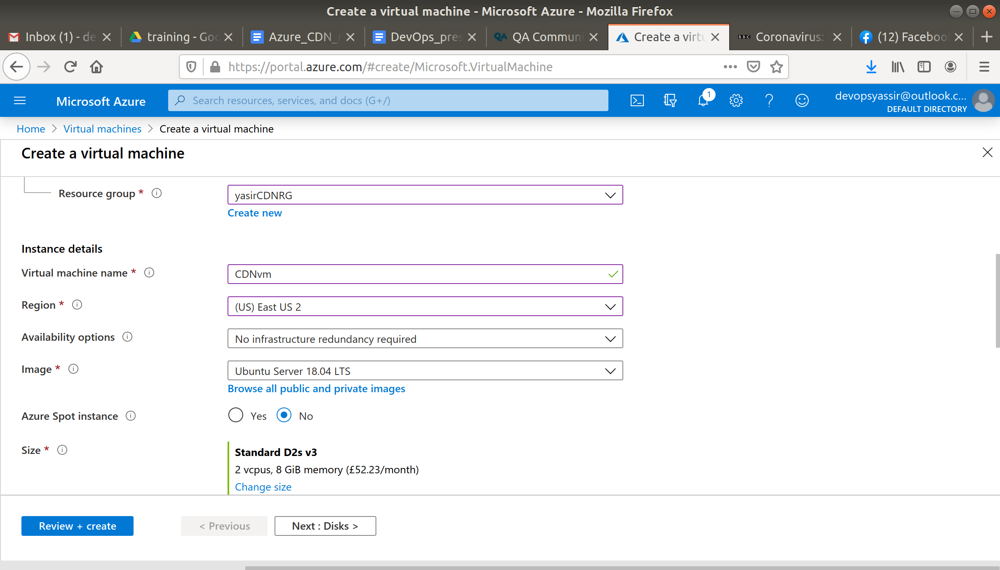 Create a virtual machine - Microsoft Azure - Mozilla Firefox
Inbox (1) - de
training - Goo
Azure_CDN_
DevOps_pres
QA Communi
Create a virtu
BBC Coronavirus:
(12) Facebook
https://portal.azure.com/#create/Microsoft.VirtualMachine
Microsoft Azure
Search resources, services, and docs (G+/)
1
devopsyassir@outlook.c...
DEFAULT DIRECTORY
Home > Virtual machines > Create a virtual machine
Create a virtual machine
Resource group * yasirCDNRG
Create new
Instance details
Virtual machine name * CDNvm
Region * (US) East US 2
Availability options No infrastructure redundancy required
Image * Ubuntu Server 18.04 LTS
Browse all public and private images
Azure Spot instance Yes No
Size * Standard D2s v3
2 vcpus, 8 GiB memory (£52.23/month)
Change size
Review + create
< Previous
Next : Disks >